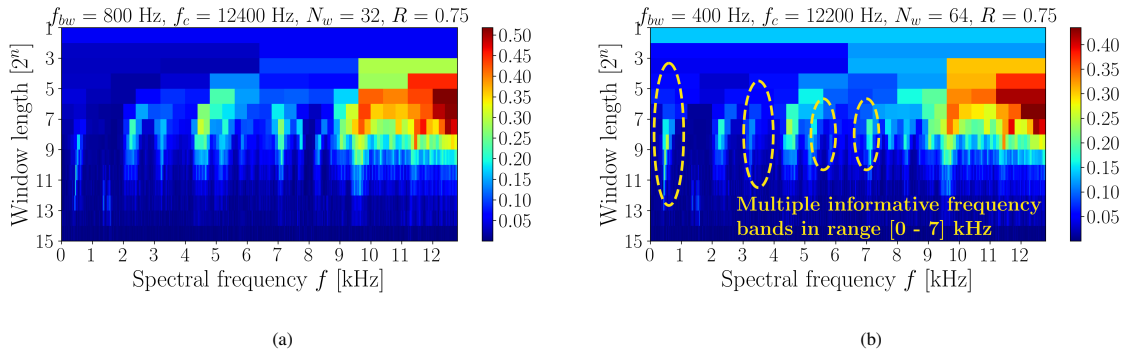 f_bw = 800 Hz, f_c = 12400 Hz, N_w = 32, R = 0.75
Window length [2^n]
1
3
5
7
9
11
13
15
0 1 2 3 4 5 6 7 8 9 10 11 12
Spectral frequency f [kHz]
0.50
0.45
0.40
0.35
0.30
0.25
0.20
0.15
0.10
0.05
(a)
f_bw = 400 Hz, f_c = 12200 Hz, N_w = 64, R = 0.75
Window length [2^n]
1
3
5
7
9
11
13
15
Multiple informative frequency
bands in range [0 - 7] kHz
0 1 2 3 4 5 6 7 8 9 10 11 12
Spectral frequency f [kHz]
0.40
0.35
0.30
0.25
0.20
0.15
0.10
0.05
(b)